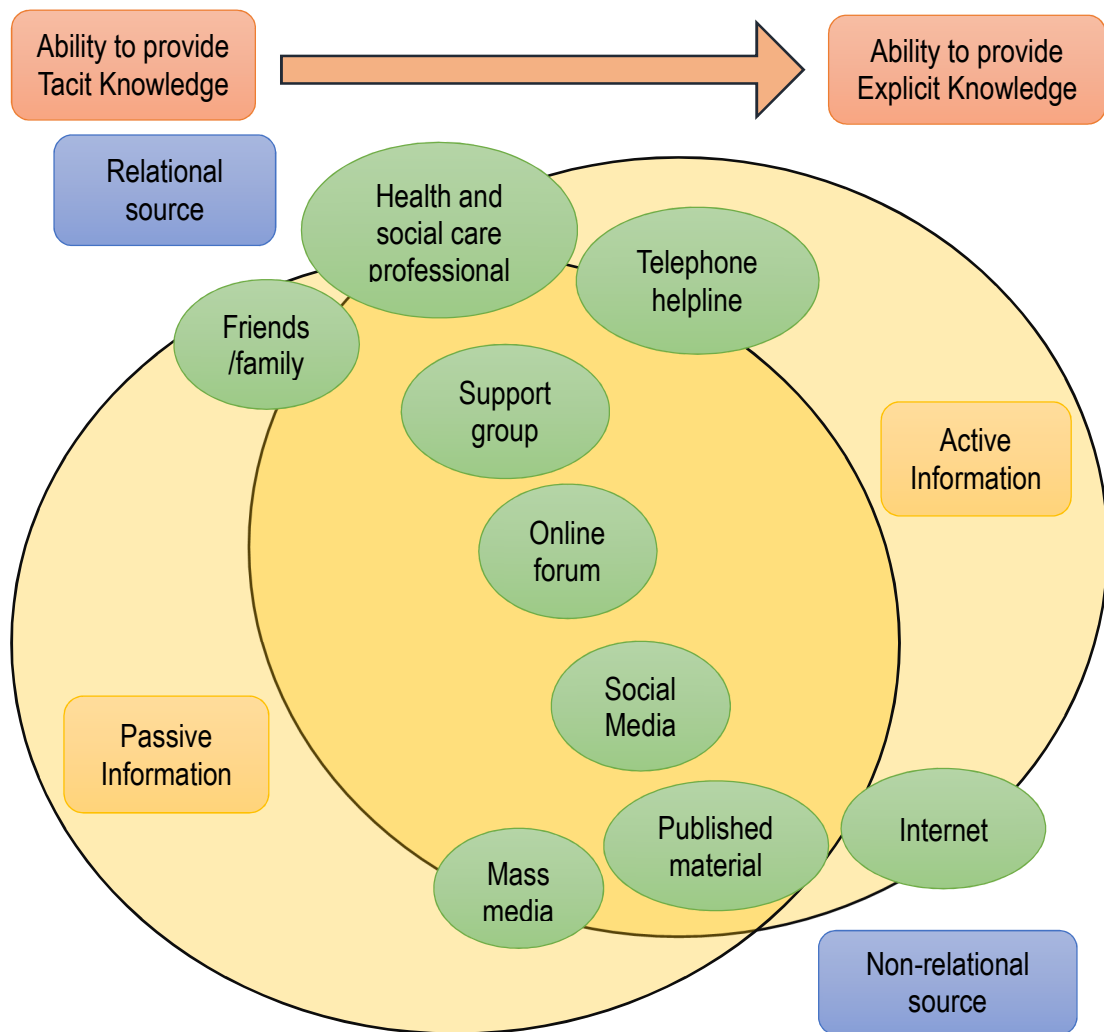 Ability to provide
Tacit Knowledge
Ability to provide
Explicit Knowledge
Relational
source
Health and
social care
professional
Telephone
helpline
Friends
/family
Support
group
Active
Information
Online
forum
Social
Media
Passive
Information
Published
material
Internet
Mass
media
Non-relational
source